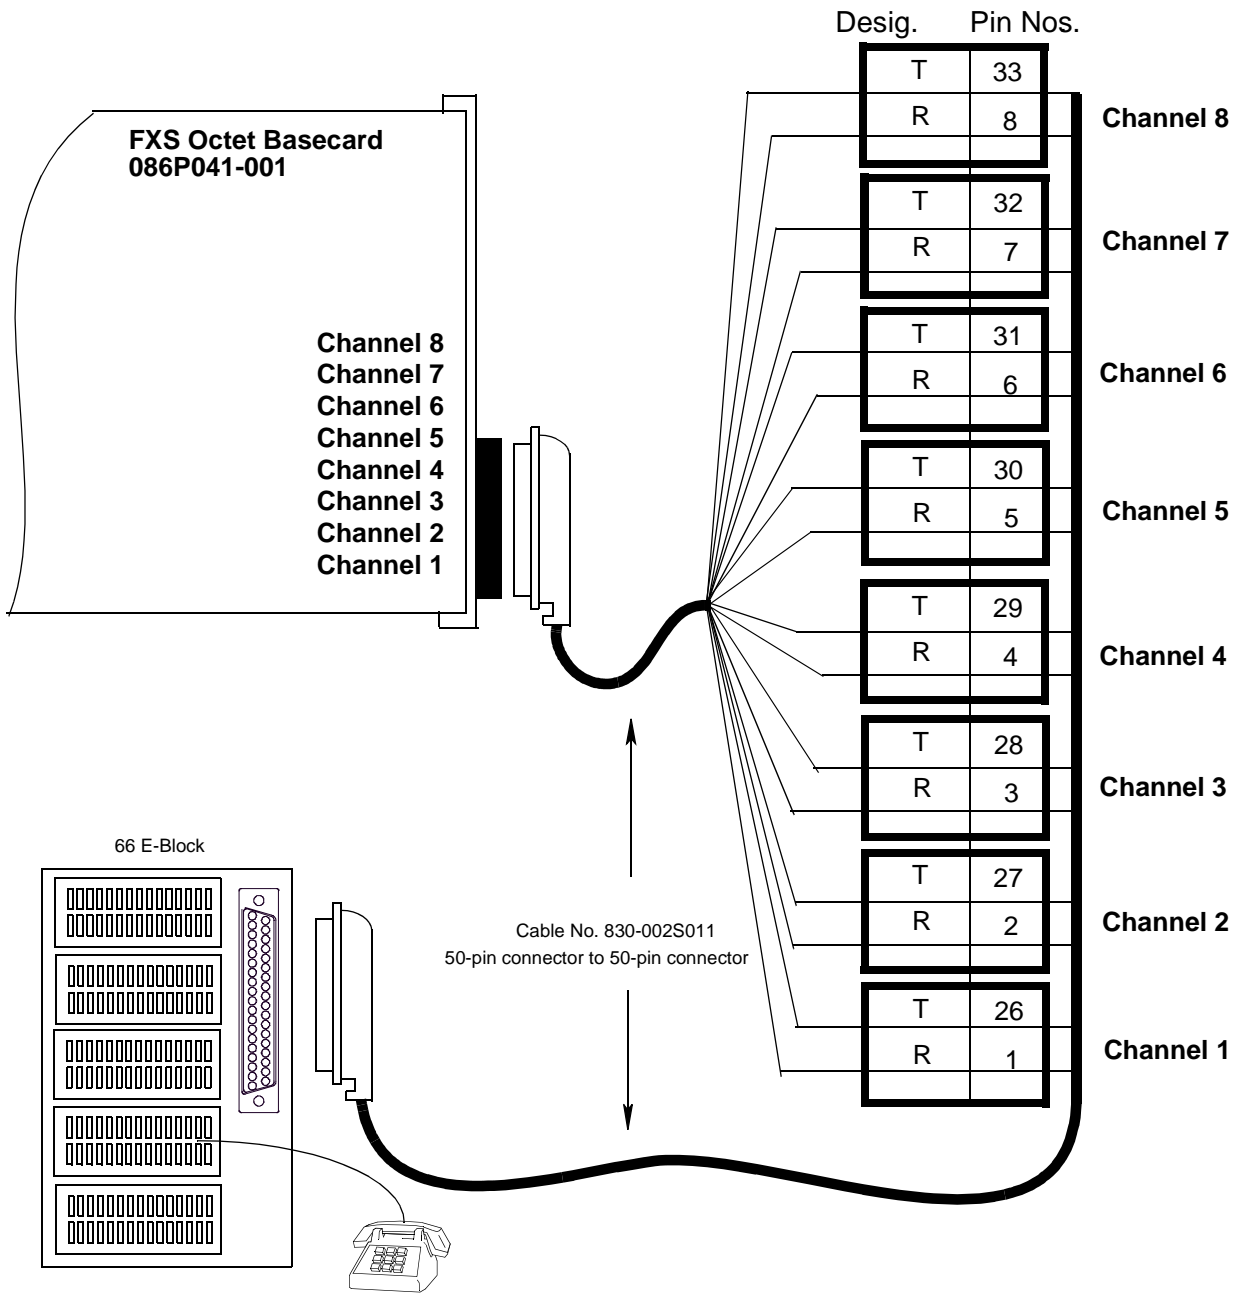 Desig. Pin Nos.
T 33
R 8
Channel 8
T 32
R 7
Channel 7
T 31
R 6
Channel 6
T 30
R 5
Channel 5
T 29
R 4
Channel 4
T 28
R 3
Channel 3
T 27
R 2
Channel 2
T 26
R 1
Channel 1
FXS Octet Basecard
086P041-001
Channel 8
Channel 7
Channel 6
Channel 5
Channel 4
Channel 3
Channel 2
Channel 1
66 E-Block
Cable No. 830-002S011
50-pin connector to 50-pin connector